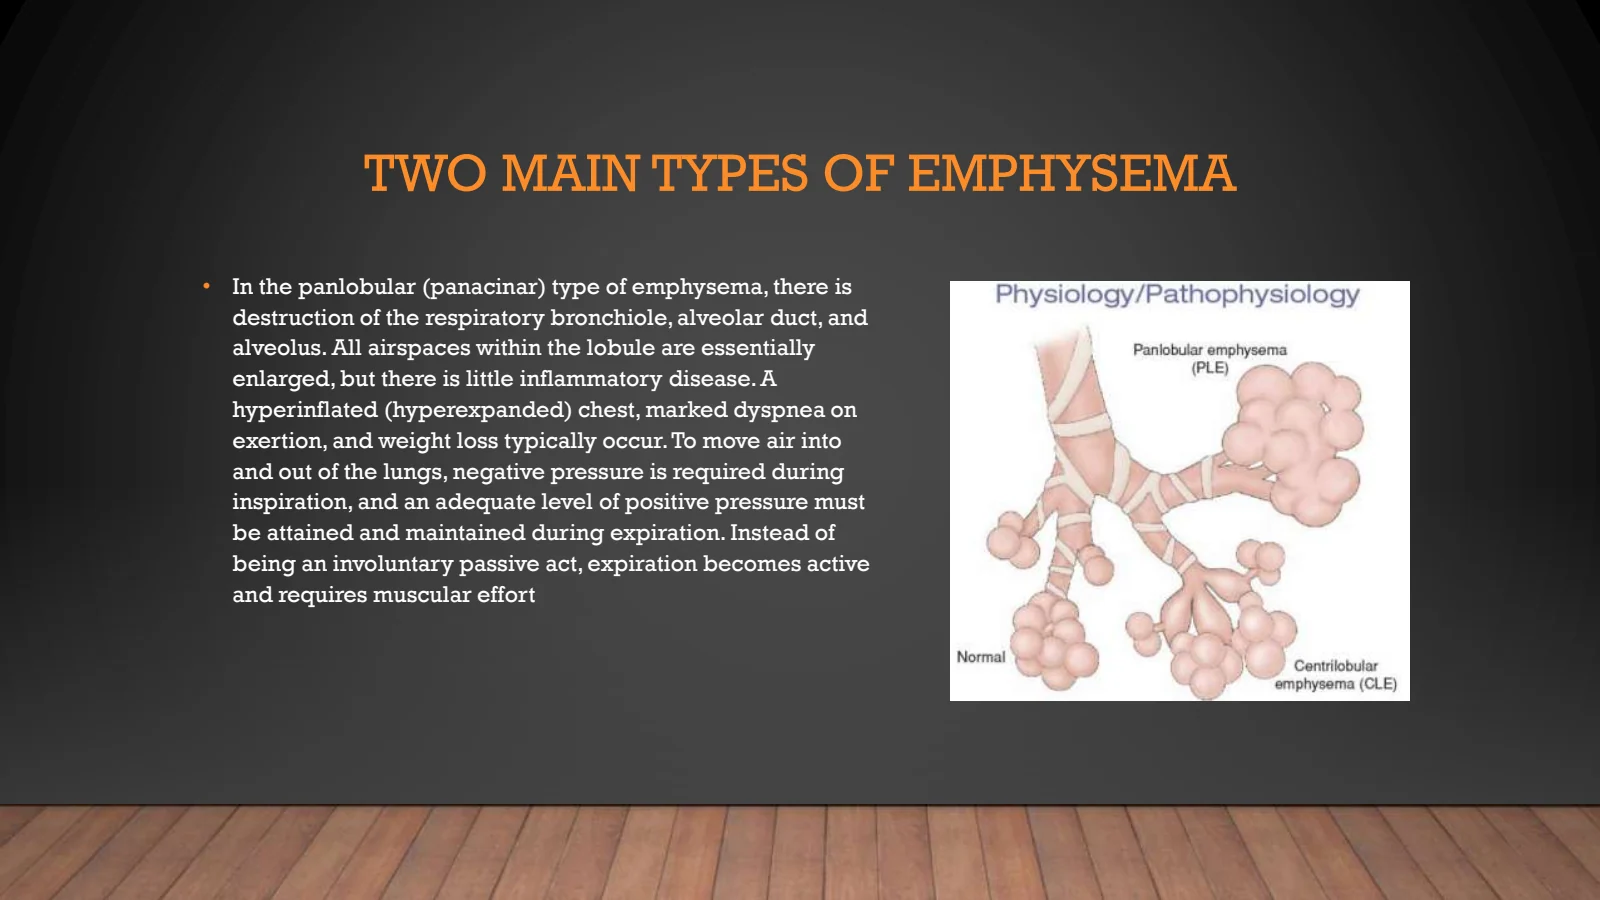 TWO MAIN TYPES OF EMPHYSEMA
• In the panlobular (panacinar) type of emphysema, there is
destruction of the respiratory bronchiole, alveolar duct, and
alveolus. All airspaces within the lobule are essentially
enlarged, but there is little inflammatory disease. A
hyperinflated (hyperexpanded) chest, marked dyspnea on
exertion, and weight loss typically occur. To move air into
and out of the lungs, negative pressure is required during
inspiration, and an adequate level of positive pressure must
be attained and maintained during expiration. Instead of
being an involuntary passive act, expiration becomes active
and requires muscular effort
Physiology/Pathophysiology
Panlobular emphysema
(PLE)
Normal
Centrilobular
emphysema (CLE)